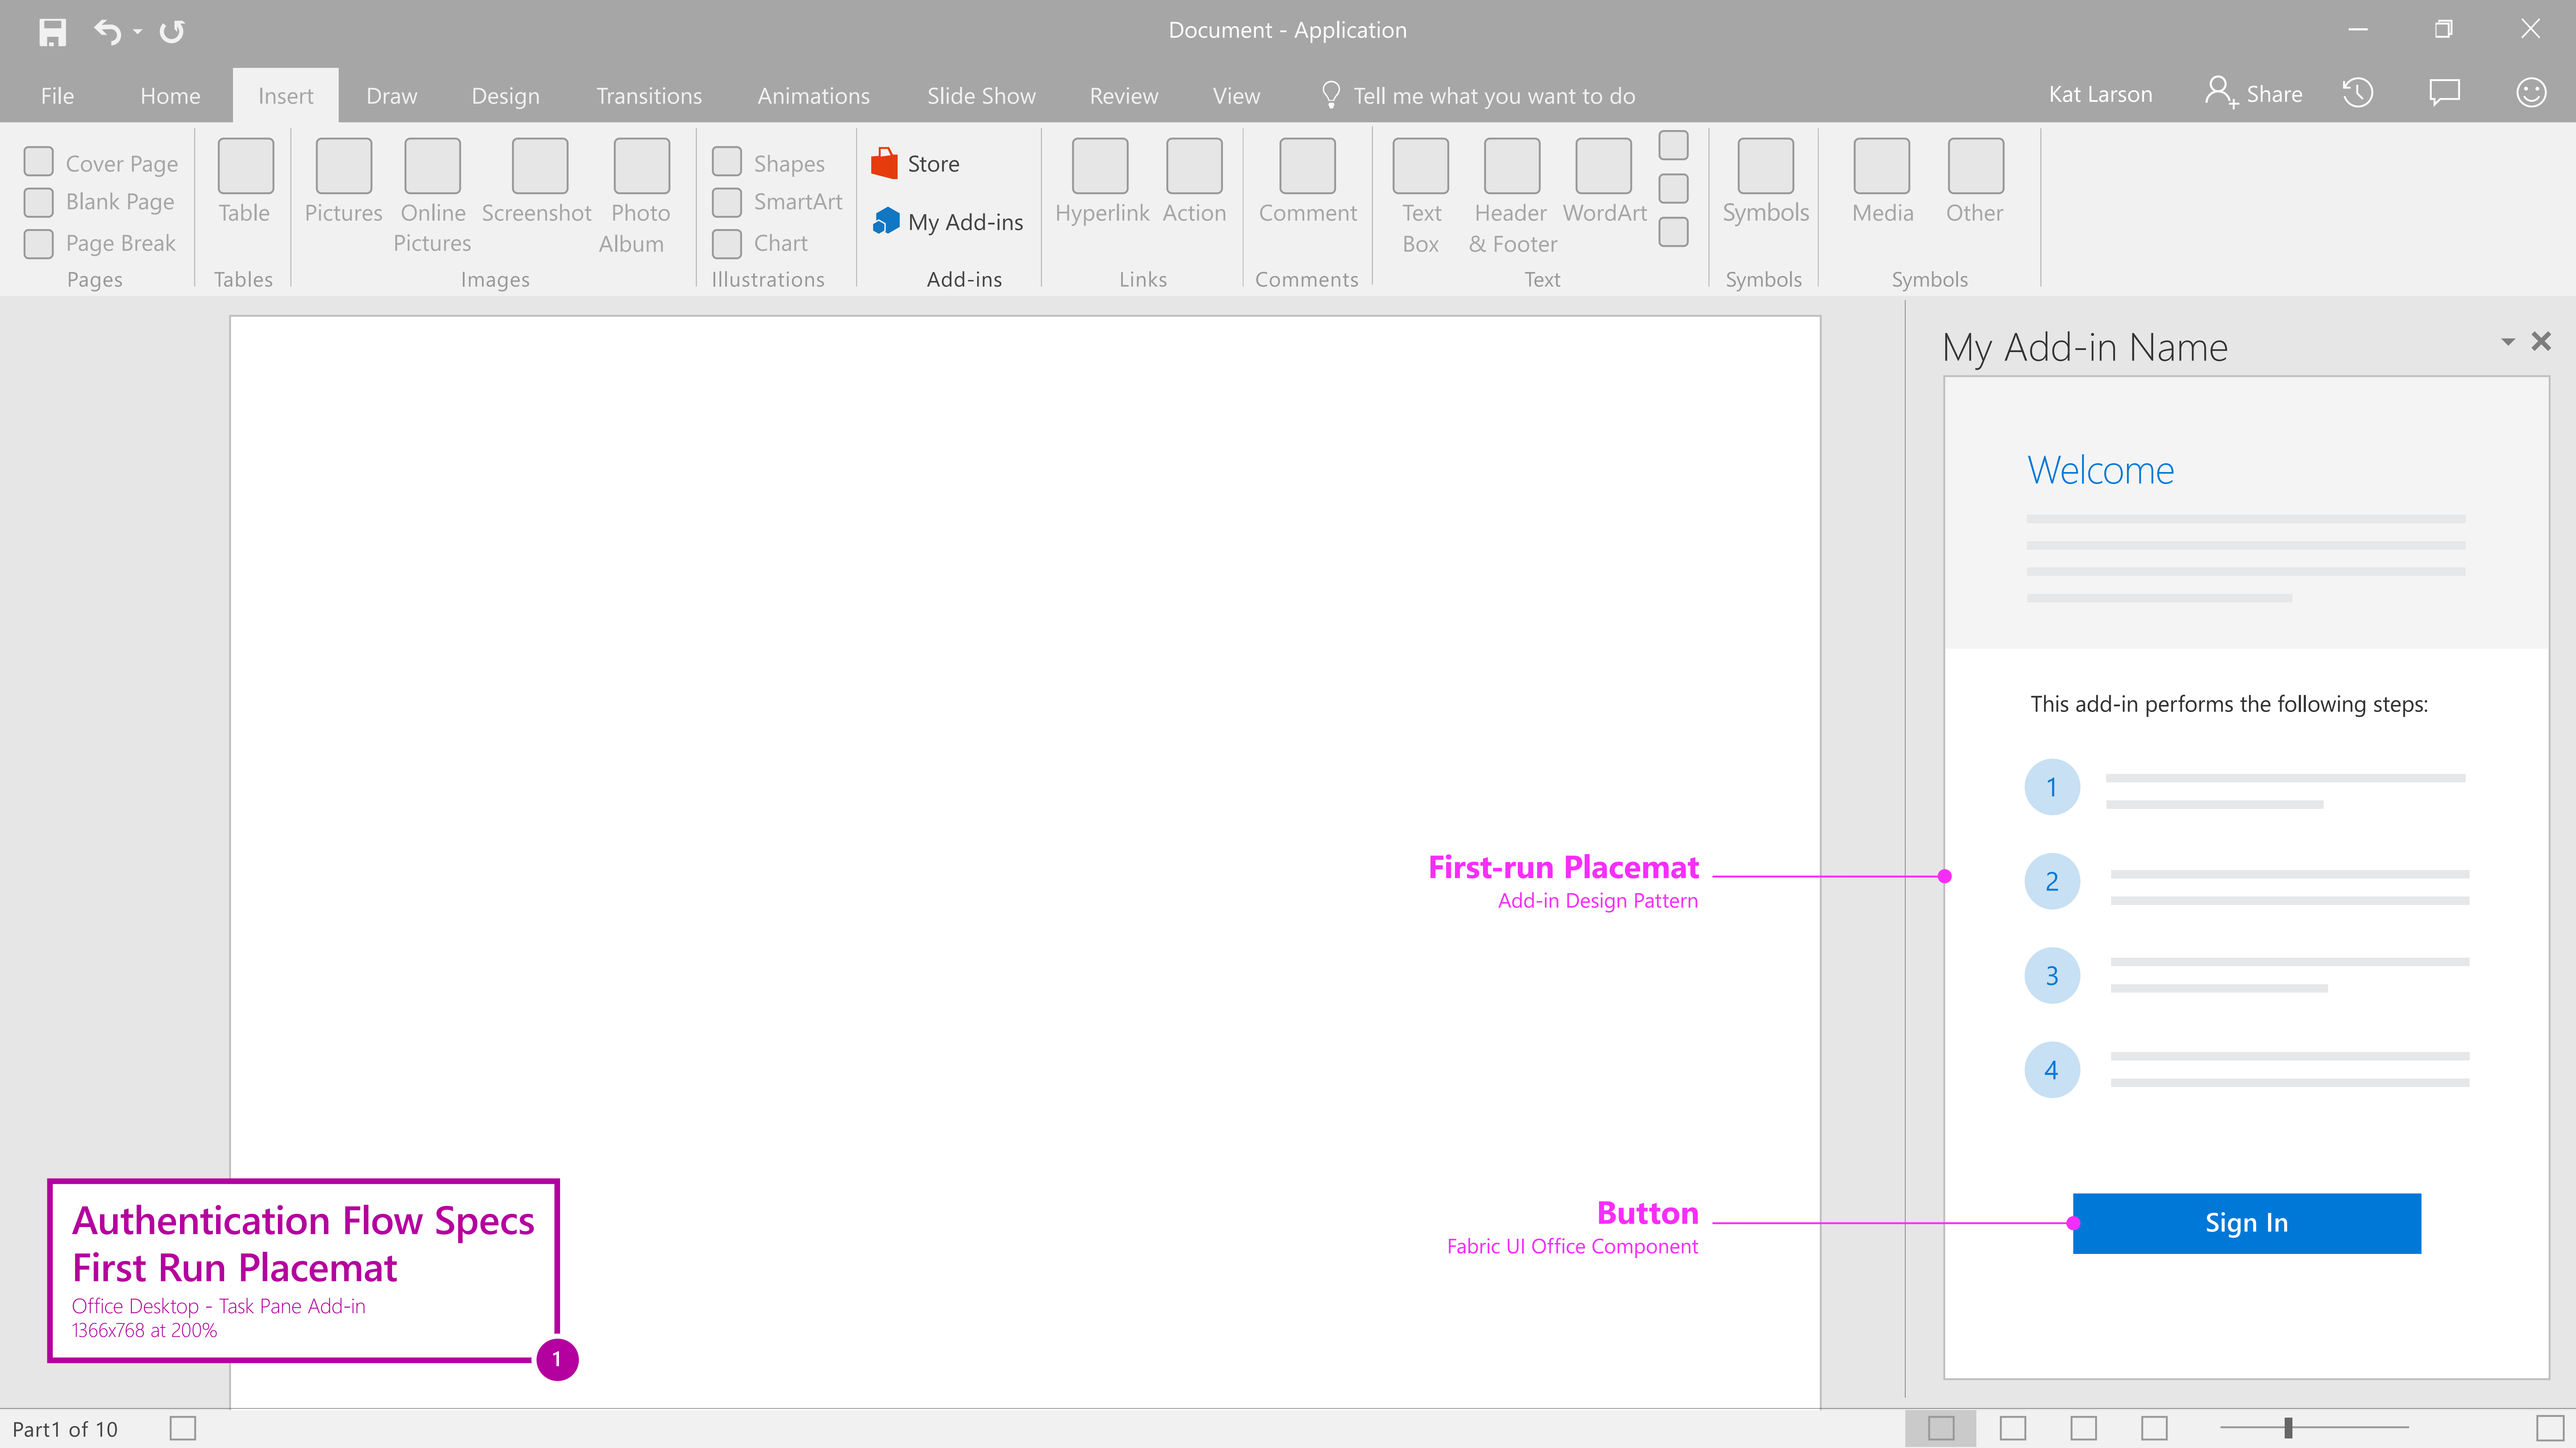 Document - Application
File Home Insert Draw Design Transitions Animations Slide Show Review View Tell me what you want to do Kat Larson Share
Cover Page
Blank Page
Page Break
Pages
Table
Tables
Pictures
Online
Pictures
Screenshot
Photo
Album
Images
Shapes
SmartArt
Chart
Illustrations
Store
My Add-ins
Add-ins
Hyperlink
Action
Links
Comment
Comments
Text
Box
Header
& Footer
WordArt
Text
Symbols
Symbols
Media
Other
Symbols
My Add-in Name
Welcome
This add-in performs the following steps:
1
2
3
4
Sign In
First-run Placemat
Add-in Design Pattern
Button
Fabric UI Office Component
Authentication Flow Specs
First Run Placemat
Office Desktop - Task Pane Add-in
1366x768 at 200%
1
Part1 of 10